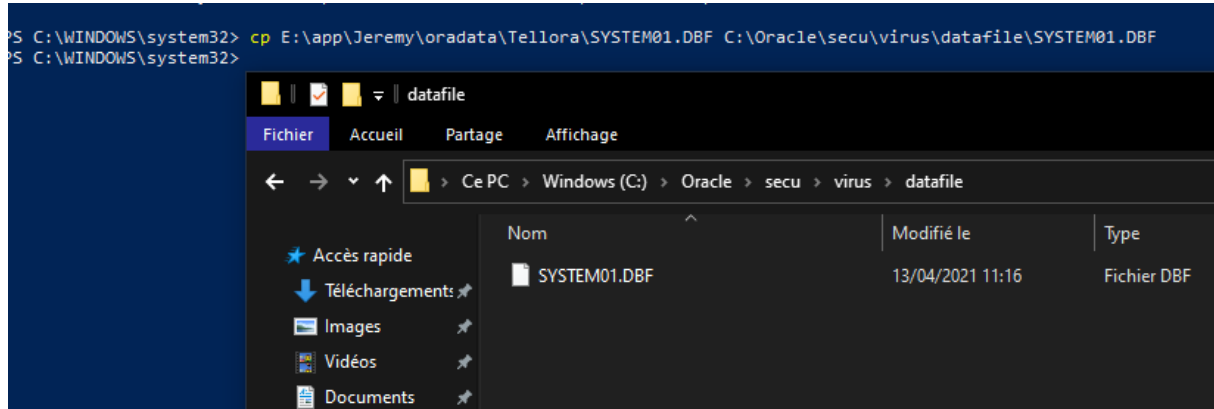 PS C:\WINDOWS\system32> cp E:\app\Jeremy\oradata\Tellora\SYSTEM01.DBF C:\Oracle\secu\virus\datafile\SYSTEM01.DBF
PS C:\WINDOWS\system32>
datafile
Fichier Accueil Partage Affichage
Ce PC > Windows (C:) > Oracle > secu > virus > datafile
Nom Modifié le Type
Accès rapide
SYSTEM01.DBF 13/04/2021 11:16 Fichier DBF
Téléchargements
Images
Vidéos
Documents